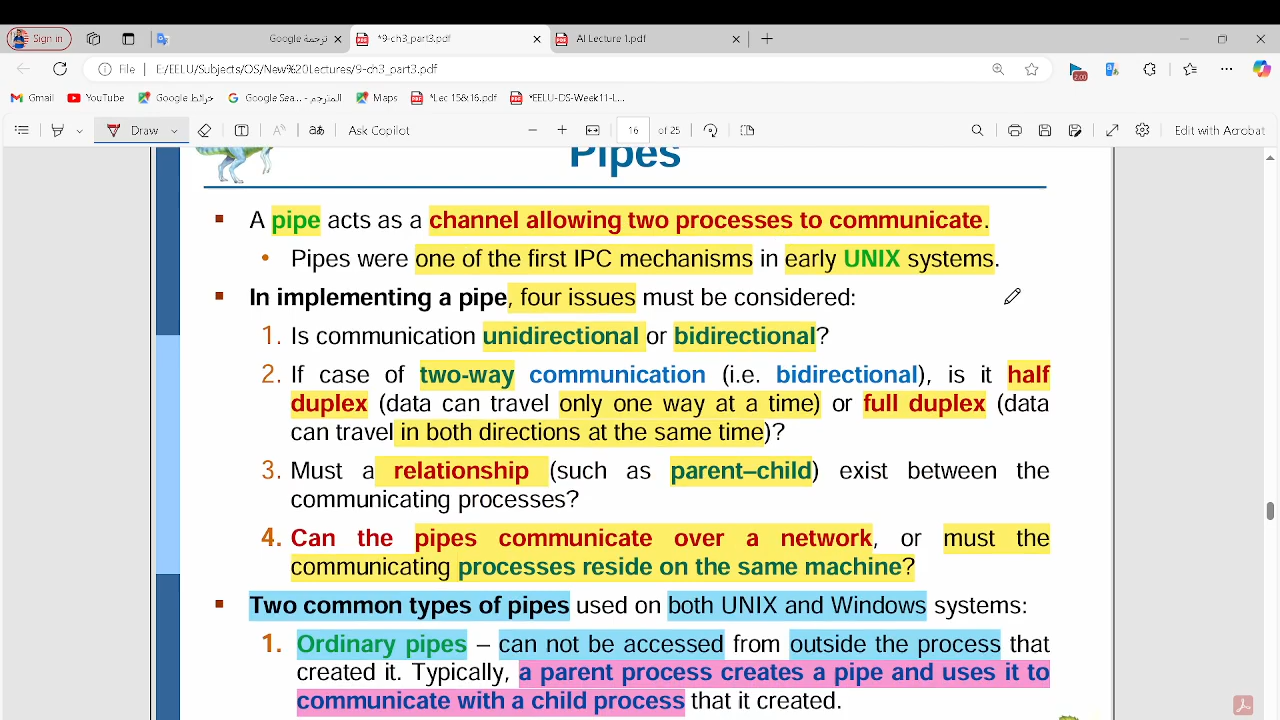 Sign in
ترجمة Google
*9-ch3_part3.pdf
AI Lecture 1.pdf
File
E:/EELU/Subjects/OS/New%20Lectures/9-ch3_part3.pdf
2.00
Gmail
YouTube
خرائط Google
المترجم - Google Sea...
Maps
*Lec 15&16.pdf
*EELU-DS-Week11-L...
Draw
Ask Copilot
16 of 25
Edit with Acrobat
Pipes
▪ A pipe acts as a channel allowing two processes to communicate.
• Pipes were one of the first IPC mechanisms in early UNIX systems.
▪ In implementing a pipe, four issues must be considered:
1. Is communication unidirectional or bidirectional?
2. If case of two-way communication (i.e. bidirectional), is it half
duplex (data can travel only one way at a time) or full duplex (data
can travel in both directions at the same time)?
3. Must a relationship (such as parent–child) exist between the
communicating processes?
4. Can the pipes communicate over a network, or must the
communicating processes reside on the same machine?
▪ Two common types of pipes used on both UNIX and Windows systems:
1. Ordinary pipes – can not be accessed from outside the process that
created it. Typically, a parent process creates a pipe and uses it to
communicate with a child process that it created.